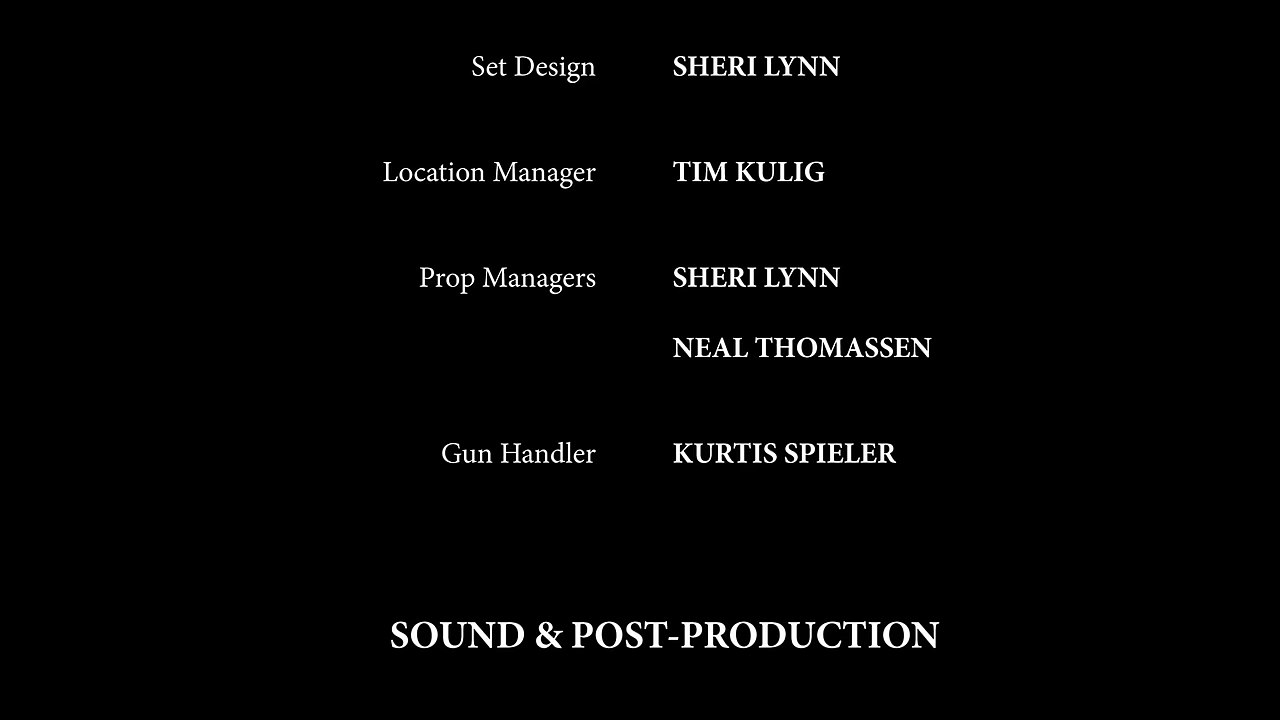 Set Design SHERI LYNN
Location Manager TIM KULIG
Prop Managers SHERI LYNN
NEAL THOMASSEN
Gun Handler KURTIS SPIELER
SOUND & POST-PRODUCTION